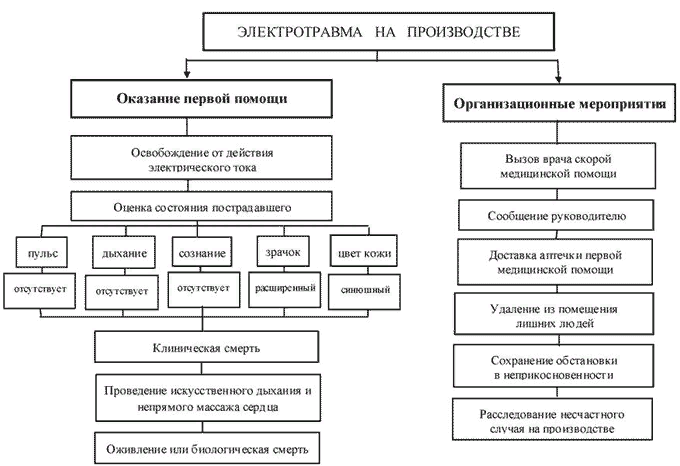 ЭЛЕКТРОТРАВМА НА ПРОИЗВОДСТВЕ
Оказание первой помощи
Освобождение от действия
электрического тока
Оценка состояния пострадавшего
пульс
дыхание
сознание
зрачок
цвет кожи
отсутствует
отсутствует
отсутствует
расширенный
синюшный
Клиническая смерть
Проведение искусственного дыхания и
непрямого массажа сердца
Оживление или биологическая смерть
Организационные мероприятия
Вызов врача скорой
медицинской помощи
Сообщение руководителю
Доставка аптечки первой
медицинской помощи
Удаление из помещения
лишних людей
Сохранение обстановки
в неприкосновенности
Расследование несчастного
случая на производстве